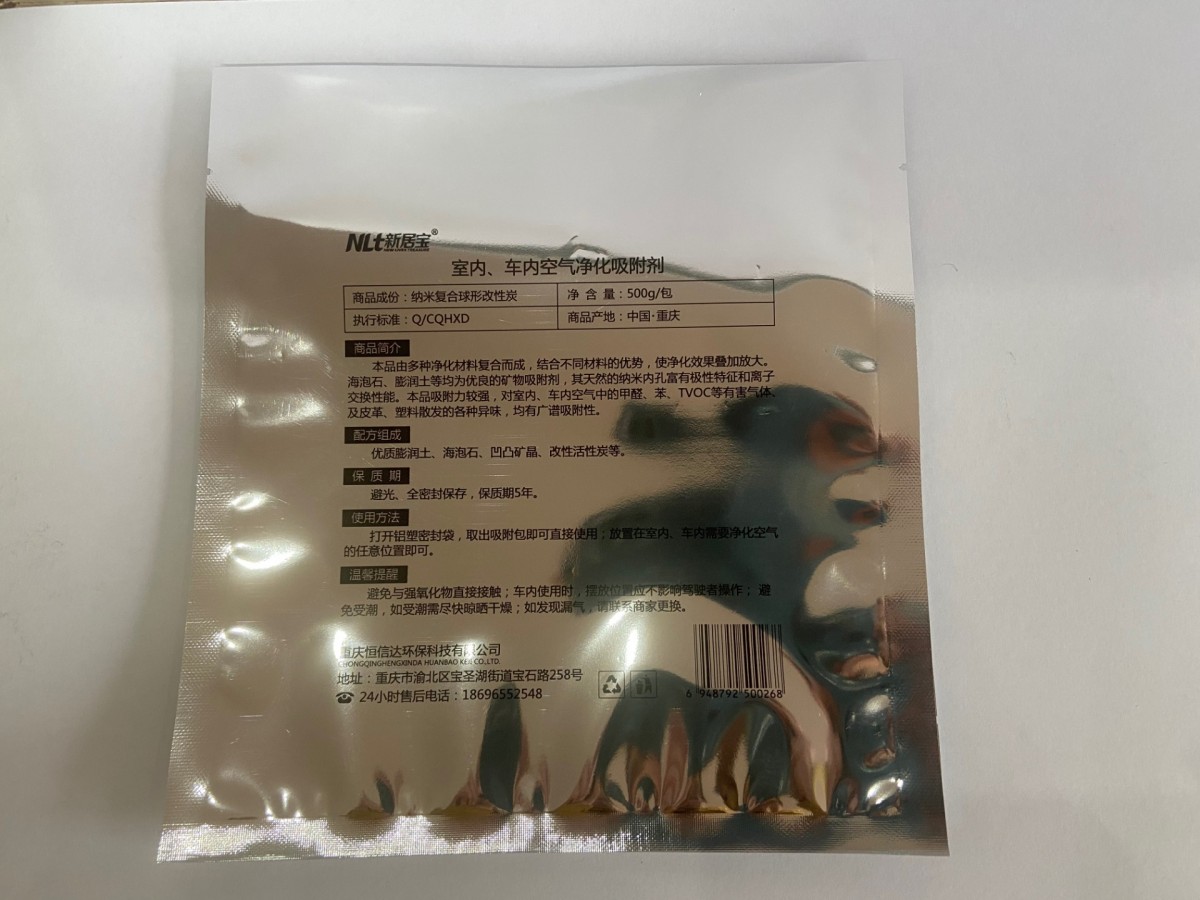 NLt新居宝®
室内、车内空气净化吸附剂
商品成份：纳米复合球形改性炭 净 含 量：500g/包
执行标准：Q/CQHXD 商品产地：中国·重庆
商品简介
本品由多种净化材料复合而成，结合不同材料的优势，使净化效果叠加放大。
海泡石、膨润土等均为优良的矿物吸附剂，其天然的纳米内孔富有极性特征和离子
交换性能。本品吸附力较强，对室内、车内空气中的甲醛、苯、TVOC等有害气体、
及皮革、塑料散发的各种异味，均有广谱吸附性。
配方组成
优质膨润土、海泡石、凹凸矿晶、改性活性炭等。
保 质 期
避光、全密封保存，保质期5年。
使用方法
打开铝塑密封袋，取出吸附包即可直接使用；放置在室内、车内需要净化空气
的任意位置即可。
温馨提醒
避免与强氧化物直接接触；车内使用时，摆放位置应不影响驾驶者操作； 避
免受潮，如受潮需尽快晾晒干燥；如发现漏气，请联系商家更换。
重庆恒信达环保科技有限公司
CHONGQINGHENGXINDA HUANBAO KEJI CO.,LTD.
地址：重庆市渝北区宝圣湖街道宝石路258号
24小时售后电话：18696552548
6 948792 500268